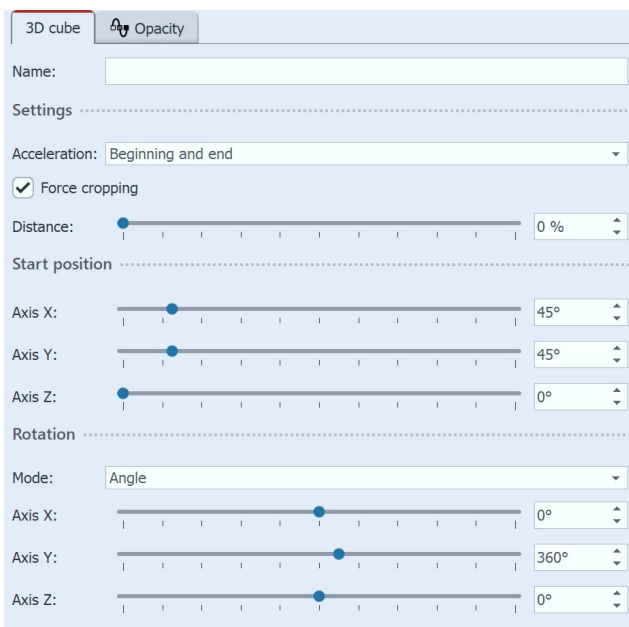 3D cube Opacity
Name:
Settings
Acceleration: Beginning and end
Force cropping
Distance: 0 %
Start position
Axis X: 45°
Axis Y: 45°
Axis Z: 0°
Rotation
Mode: Angle
Axis X: 0°
Axis Y: 360°
Axis Z: 0°